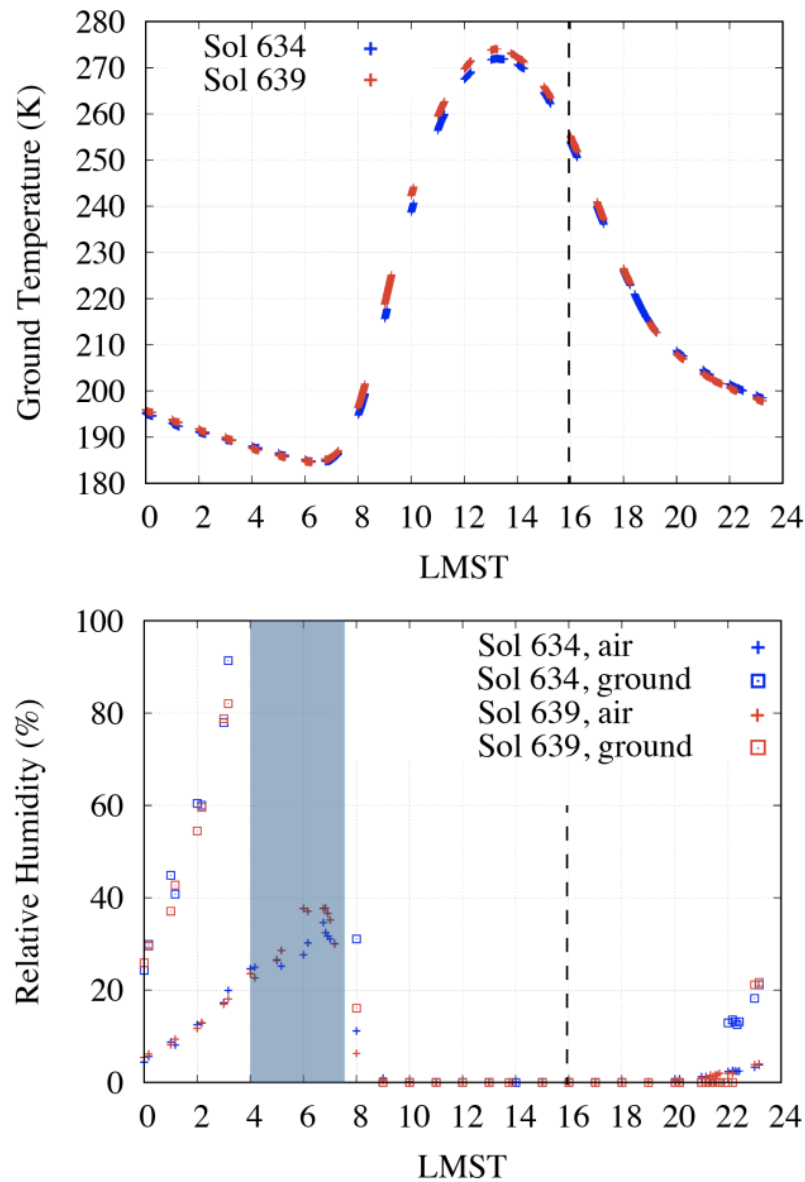 280
270
260
250
240
230
220
210
200
190
180
Ground Temperature (K)
Sol 634
Sol 639
0 2 4 6 8 10 12 14 16 18 20 22 24
LMST
100
80
60
40
20
0
Relative Humidity (%)
Sol 634, air
Sol 634, ground
Sol 639, air
Sol 639, ground
0 2 4 6 8 10 12 14 16 18 20 22 24
LMST